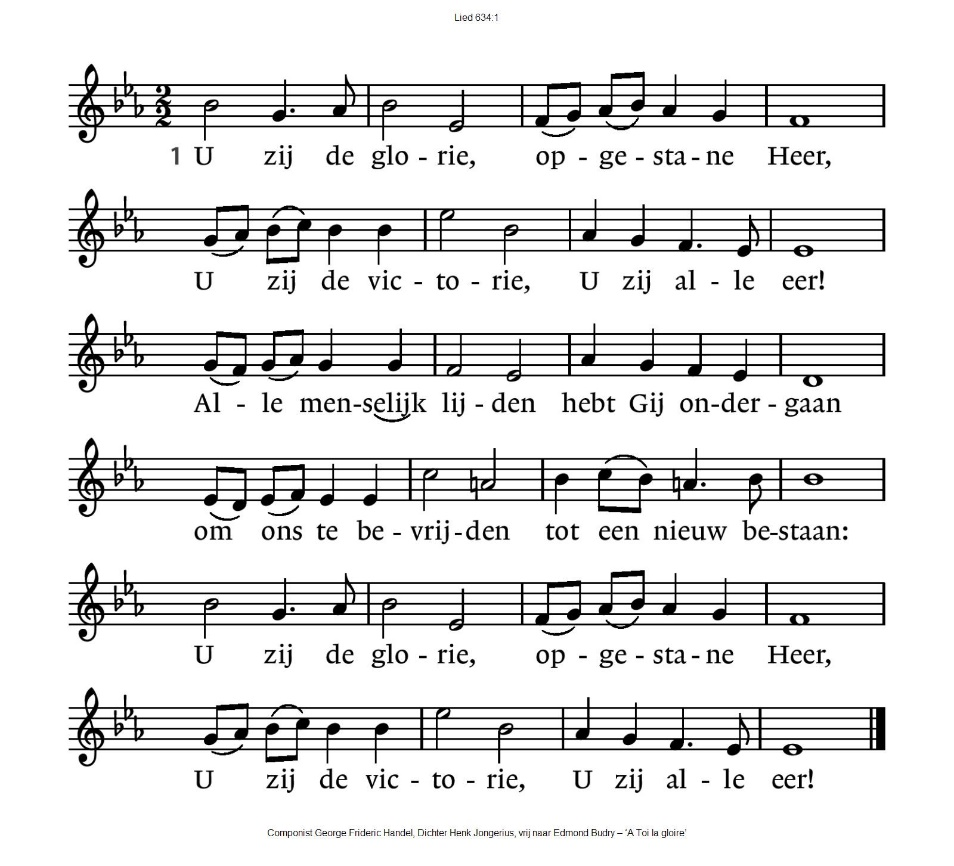 Lied 634:1
1 U zij de glo - rie, op - ge - sta - ne Heer,
U zij de vic - to - rie, U zij al - le eer!
Al - le men-selijk lij - den hebt Gij on-der - gaan
om ons te be - vrij - den tot een nieuw be-staan:
U zij de glo - rie, op - ge - sta - ne Heer,
U zij de vic - to - rie, U zij al - le eer!
Componist George Frideric Handel, Dichter Henk Jongerius, vrij naar Edmond Budry – ‘A Toi la gloire’